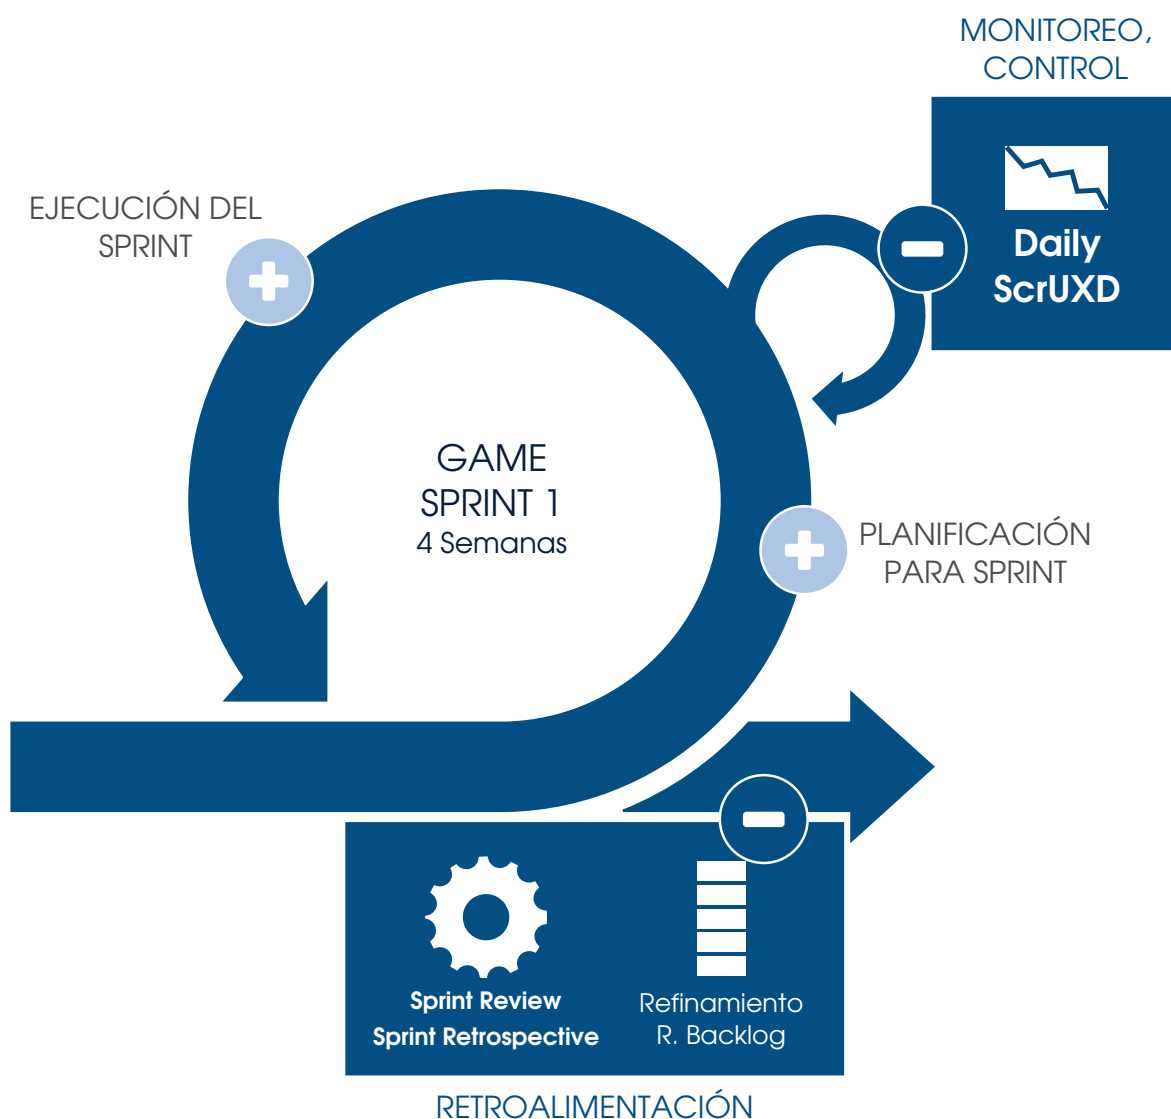 MONITOREO,
CONTROL
Daily
ScrUXD
EJECUCIÓN DEL
SPRINT
GAME
SPRINT 1
4 Semanas
PLANIFICACIÓN
PARA SPRINT
Sprint Review
Sprint Retrospective
Refinamiento
R. Backlog
RETROALIMENTACIÓN